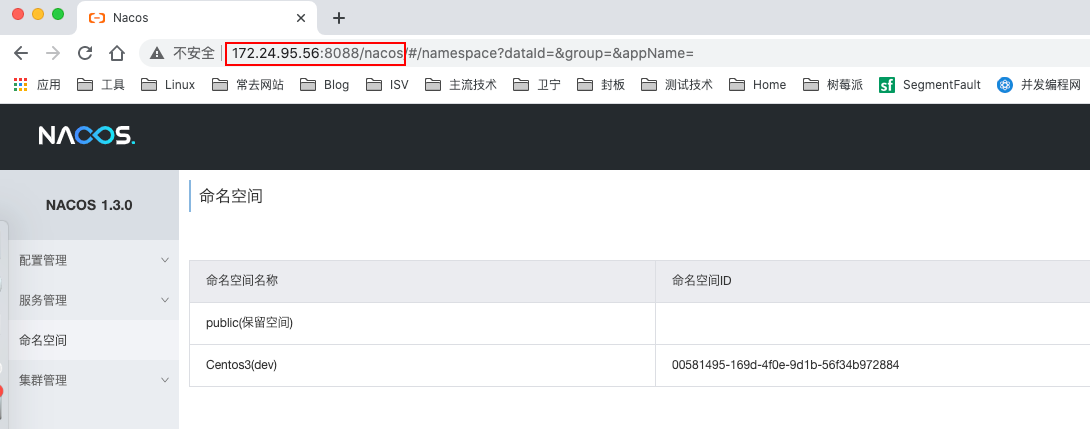 Nacos
不安全 172.24.95.56:8088/nacos/#/namespace?dataId=&group=&appName=
应用 工具 Linux 常去网站 Blog ISV 主流技术 卫宁 封板 测试技术 Home 树莓派 sf SegmentFault 并发编程网
NACOS.
NACOS 1.3.0
命名空间
配置管理
服务管理
命名空间
集群管理
命名空间名称 命名空间ID
public(保留空间)
Centos3(dev) 00581495-169d-4f0e-9d1b-56f34b972884